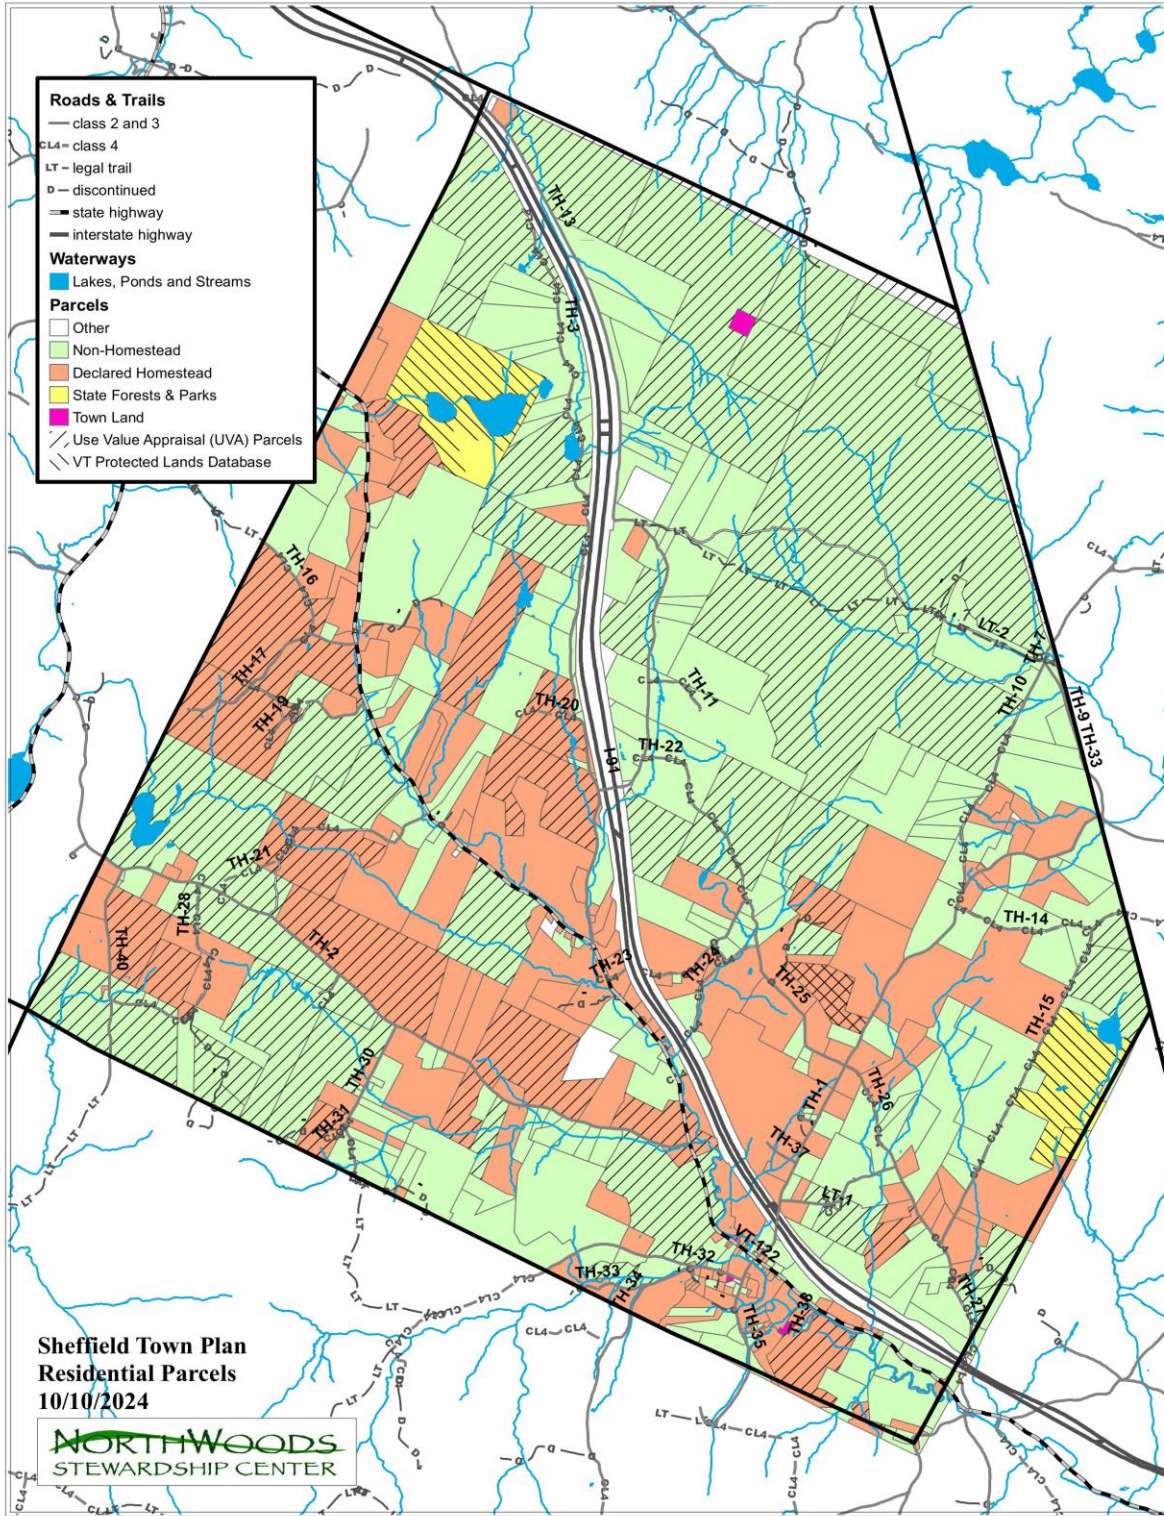 Roads & Trails
class 2 and 3
CL4 class 4
LT legal trail
D discontinued
state highway
interstate highway
Waterways
Lakes, Ponds and Streams
Parcels
Other
Non-Homestead
Declared Homestead
State Forests & Parks
Town Land
Use Value Appraisal (UVA) Parcels
VT Protected Lands Database
TH-13
TH-3
TH-16
TH-17
TH-19
TH-20
TH-11
TH-22
I-91
LT-2
TH-7
TH-10
TH-9 TH-33
TH-21
TH-28
TH-40
TH-2
TH-23
TH-24
TH-25
TH-14
TH-15
TH-30
TH-31
TH-1
TH-26
TH-37
LT-1
VT-122
TH-32
TH-33
TH-34
TH-35
TH-38
TH-27
Sheffield Town Plan
Residential Parcels
10/10/2024
NORTHWOODS
STEWARDSHIP CENTER